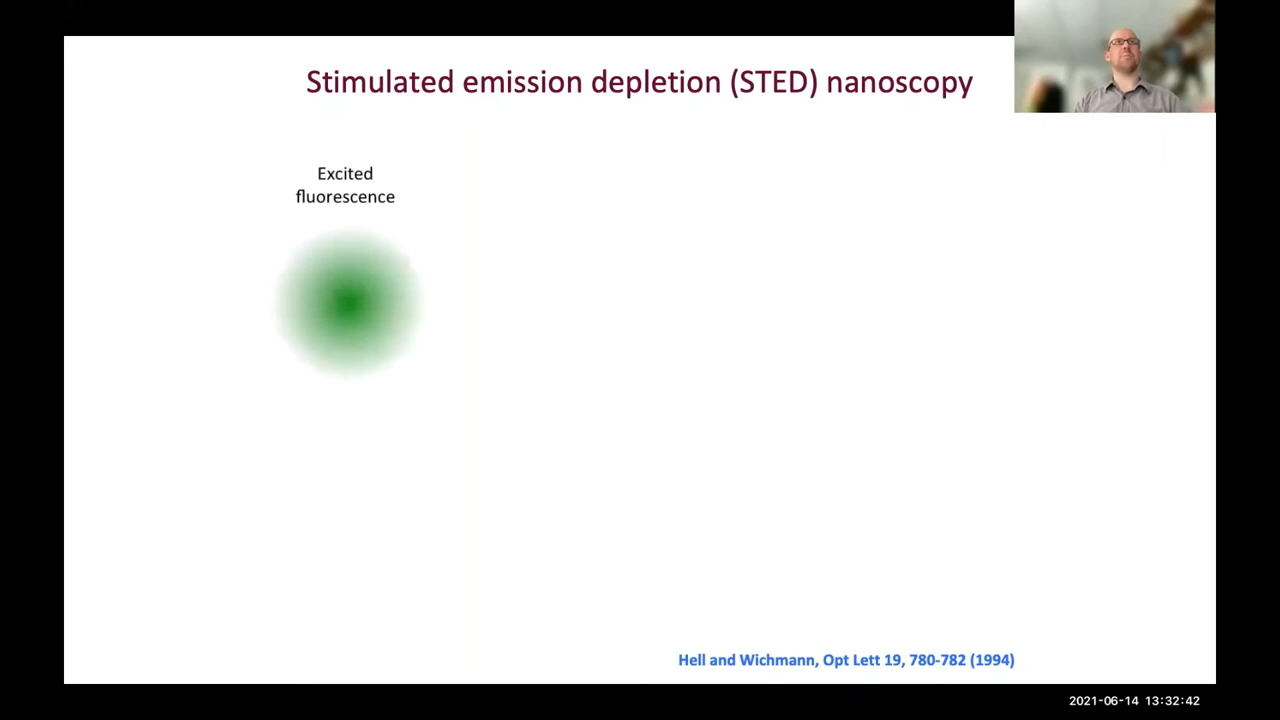 Stimulated emission depletion (STED) nanoscopy
Excited
fluorescence
Hell and Wichmann, Opt Lett 19, 780-782 (1994)
2021-06-14 13:32:42